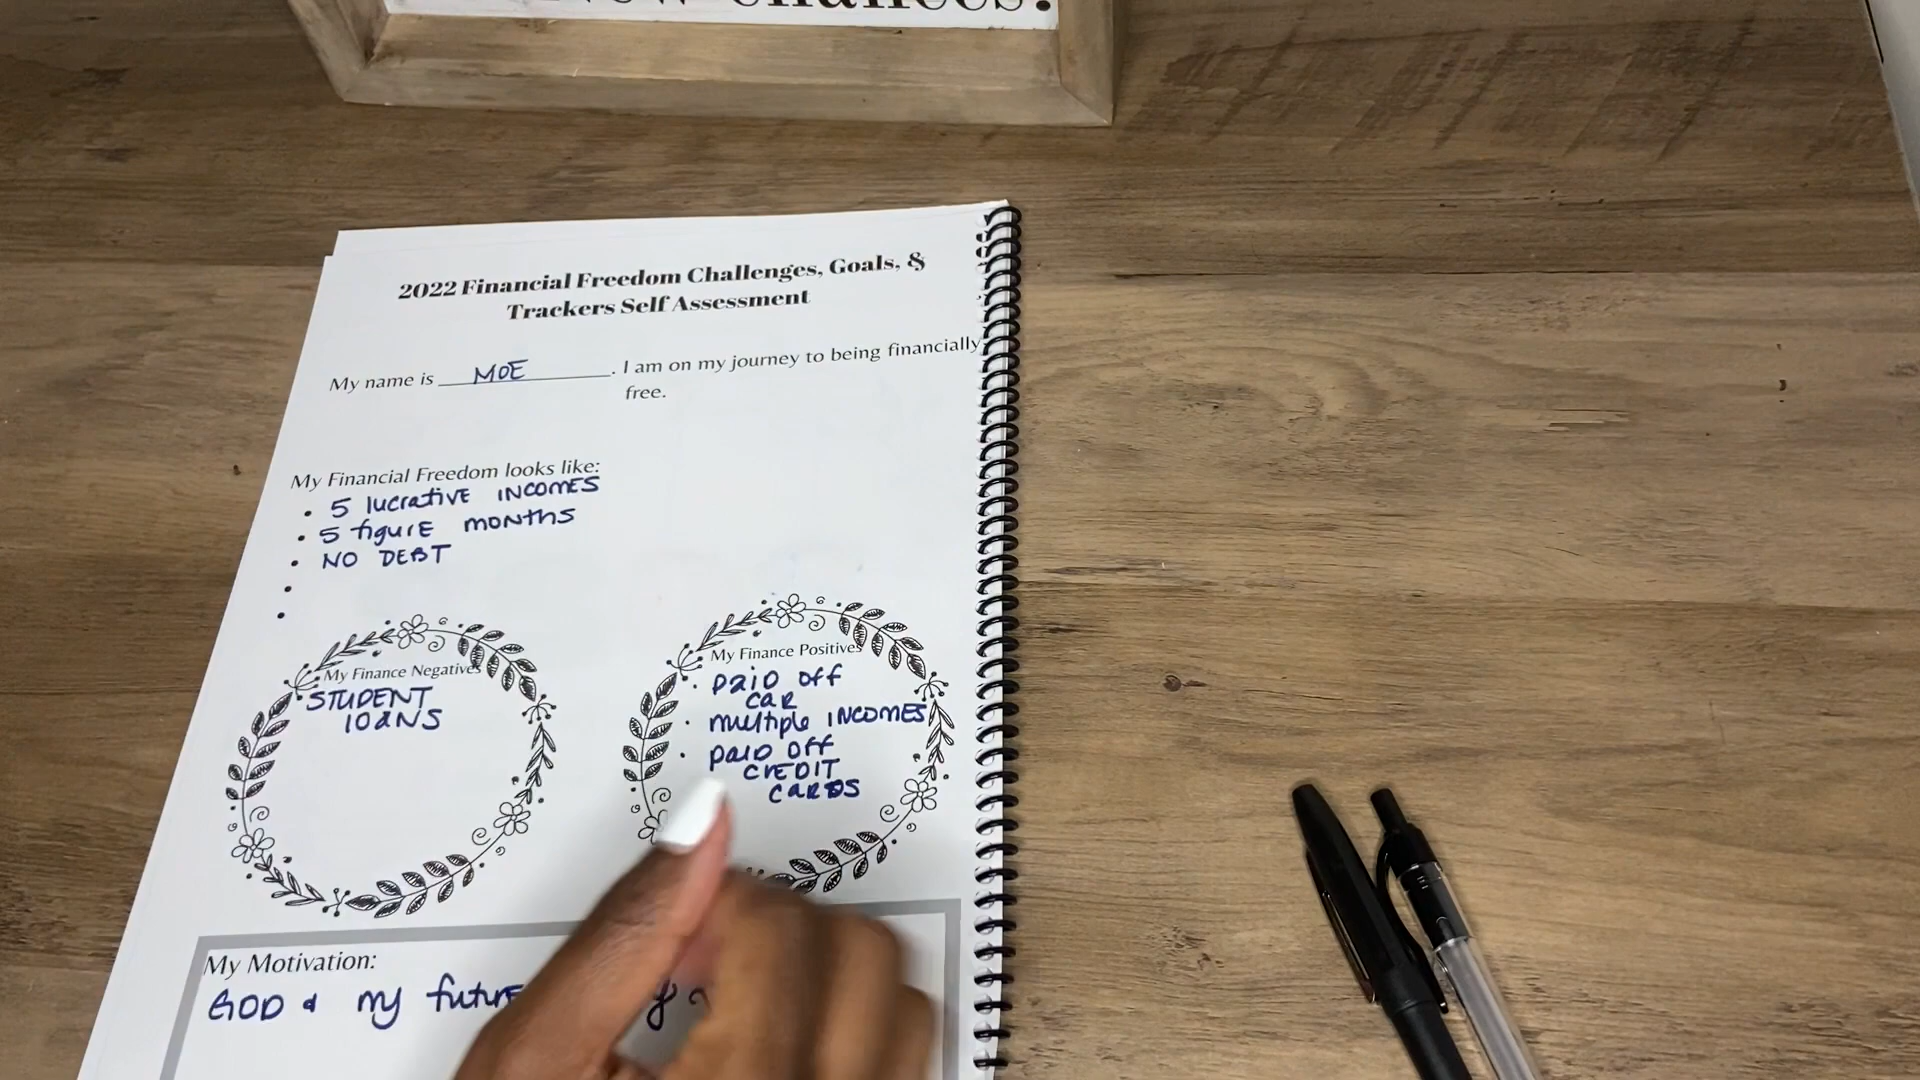 chances!
2022 Financial Freedom Challenges, Goals, &
Trackers Self Assessment
My name is MOE . I am on my journey to being financially
free.
My Financial Freedom looks like:
• 5 lucrative INCOMES
• 5 figure months
• NO DEBT
•
•
My Finance Negatives
STUDENT
loans
My Finance Positives
• paid off
car
• multiple INCOMES
• paid off
CREDIT
cards
My Motivation:
GOD & my future